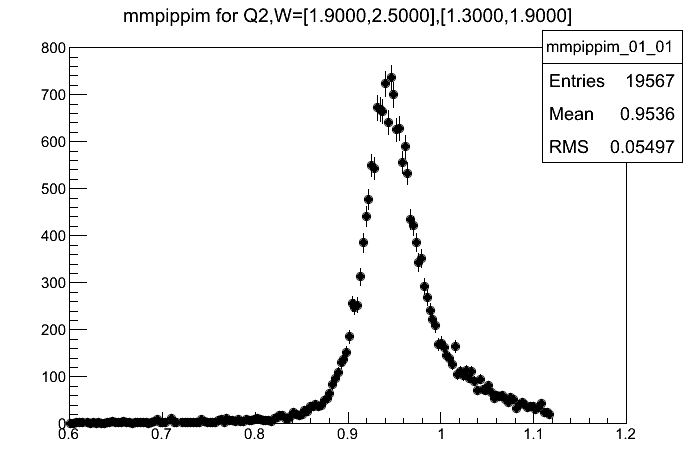 mmpippim for Q2,W=[1.9000,2.5000],[1.3000,1.9000]
mmpippim_01_01
Entries 19567
Mean 0.9536
RMS 0.05497
800
700
600
500
400
300
200
100
0
0.6 0.7 0.8 0.9 1 1.1 1.2